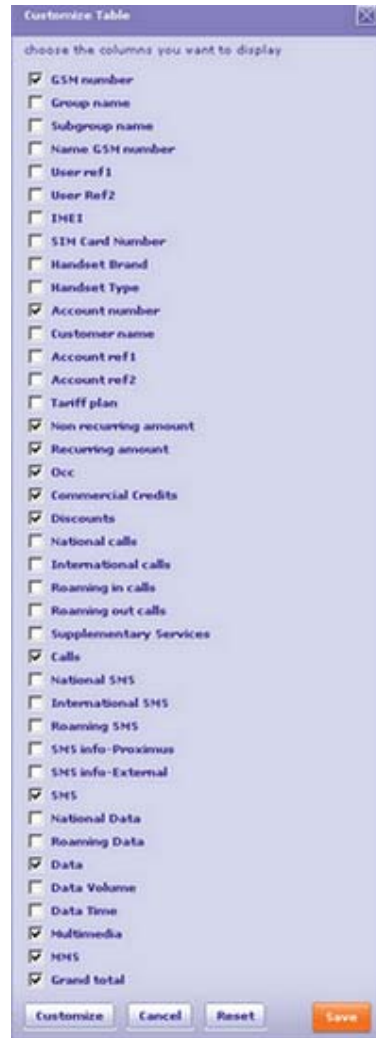 Customize Table
choose the columns you want to display
GSM number
Group name
Subgroup name
Name GSM number
User ref1
User Ref2
IMEI
SIM Card Number
Handset Brand
Handset Type
Account number
Customer name
Account ref1
Account ref2
Tariff plan
Non recurring amount
Recurring amount
Occ
Commercial Credits
Discounts
National calls
International calls
Roaming in calls
Roaming out calls
Supplementary Services
Calls
National SMS
International SMS
Roaming SMS
SMS info-Proximus
SMS info-External
SMS
National Data
Roaming Data
Data
Data Volume
Data Time
Multimedia
MMS
Grand total
Customize Cancel Reset Save